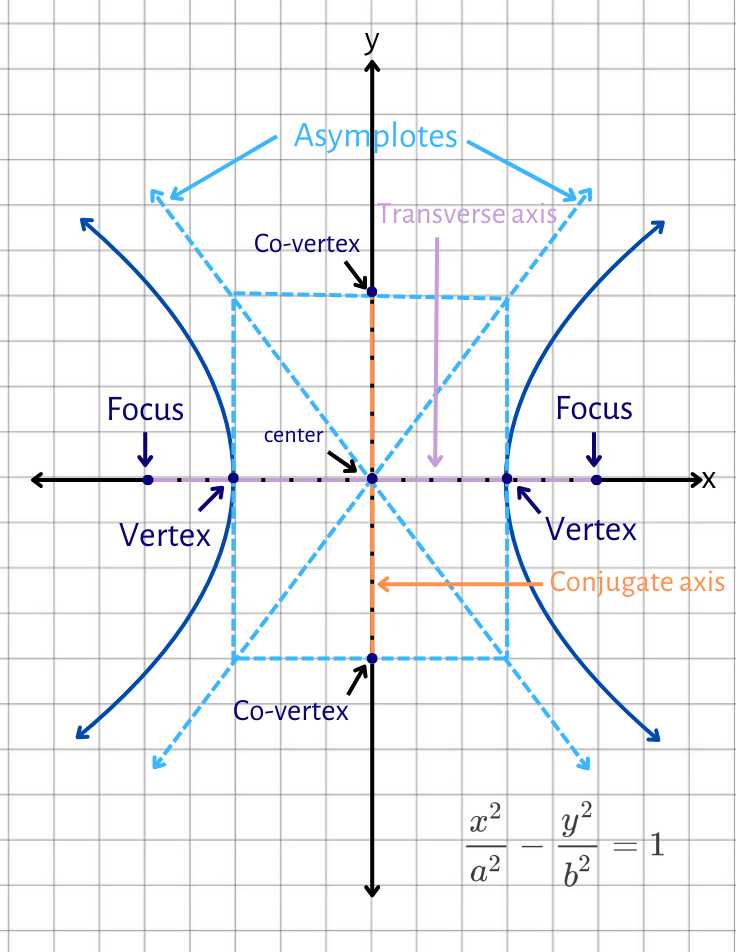 y
Asymplotes
Transverse axis
Co-vertex
Focus
Focus
center
x
Vertex
Vertex
Conjugate axis
Co-vertex
x²/a² − y²/b² = 1